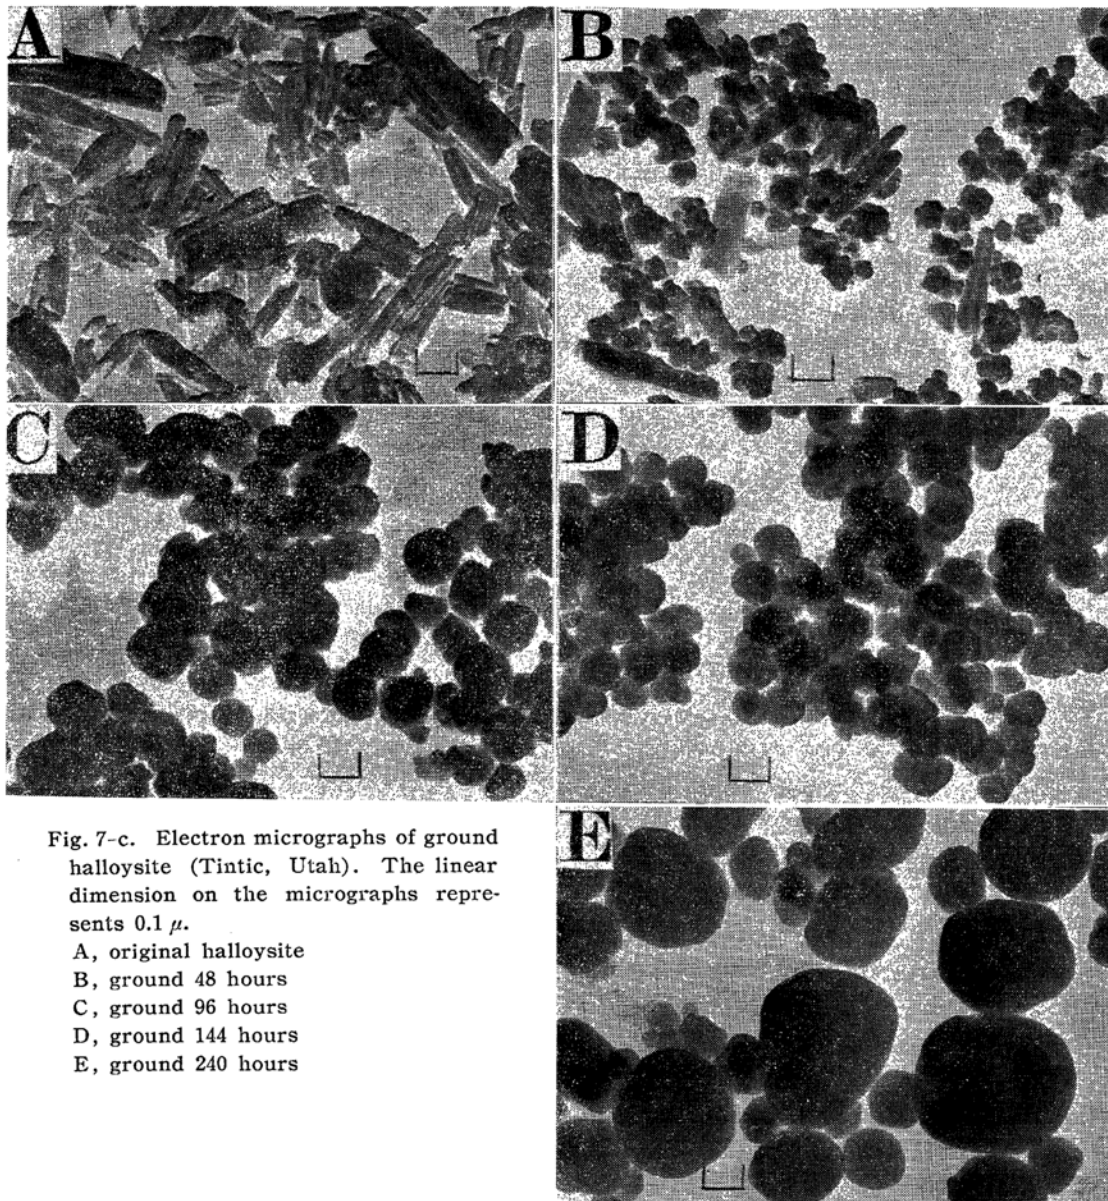 A
B
C
D
E
Fig. 7-c. Electron micrographs of ground
halloysite (Tintic, Utah). The linear
dimension on the micrographs repre-
sents 0.1 μ.
A, original halloysite
B, ground 48 hours
C, ground 96 hours
D, ground 144 hours
E, ground 240 hours